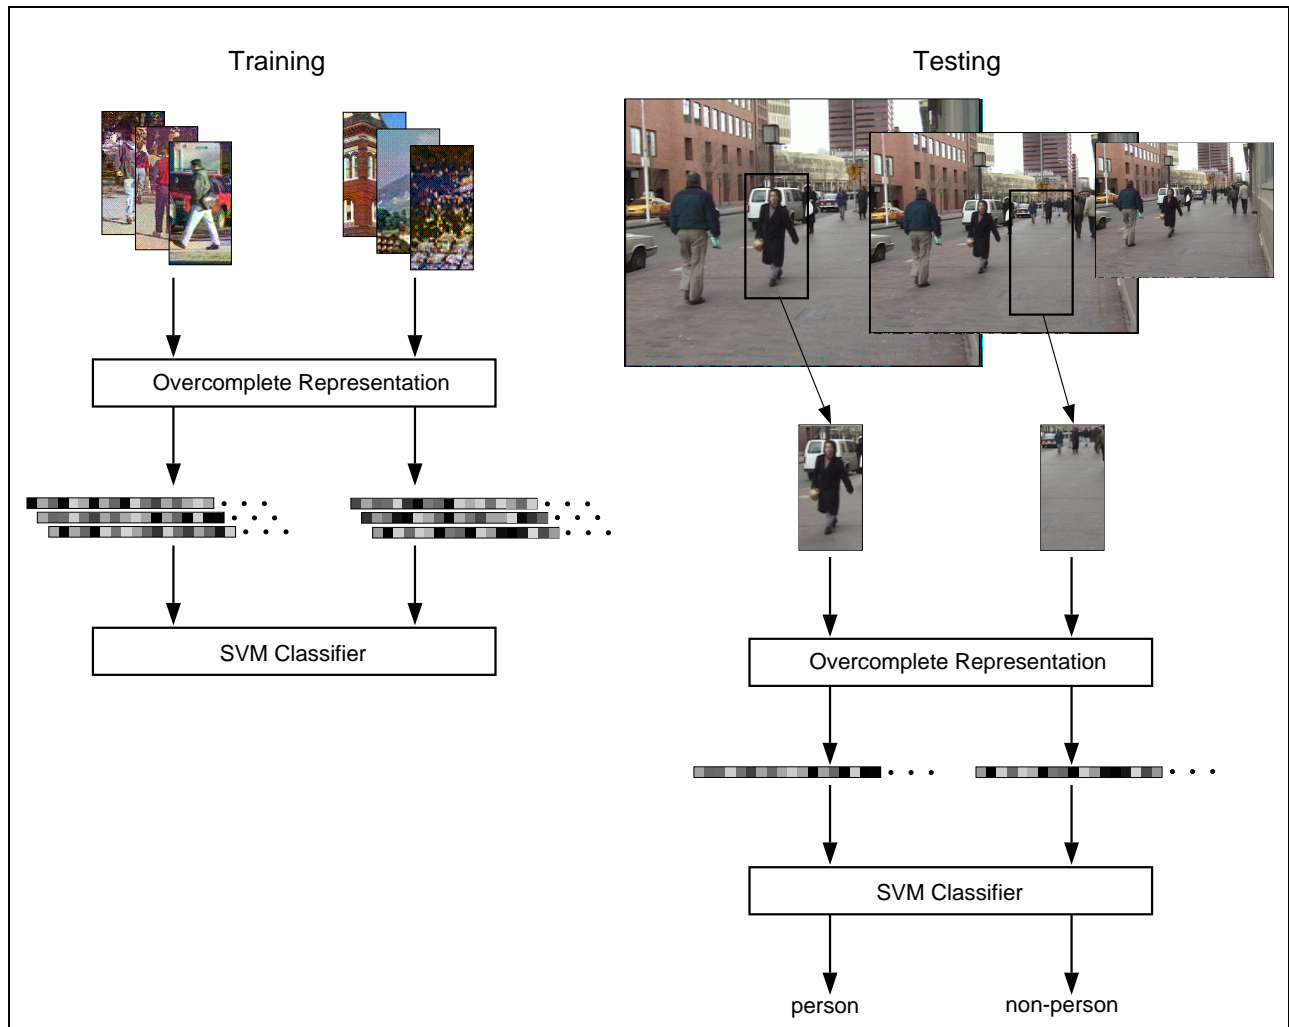 Training
Testing
Overcomplete Representation
SVM Classifier
Overcomplete Representation
SVM Classifier
person
non-person